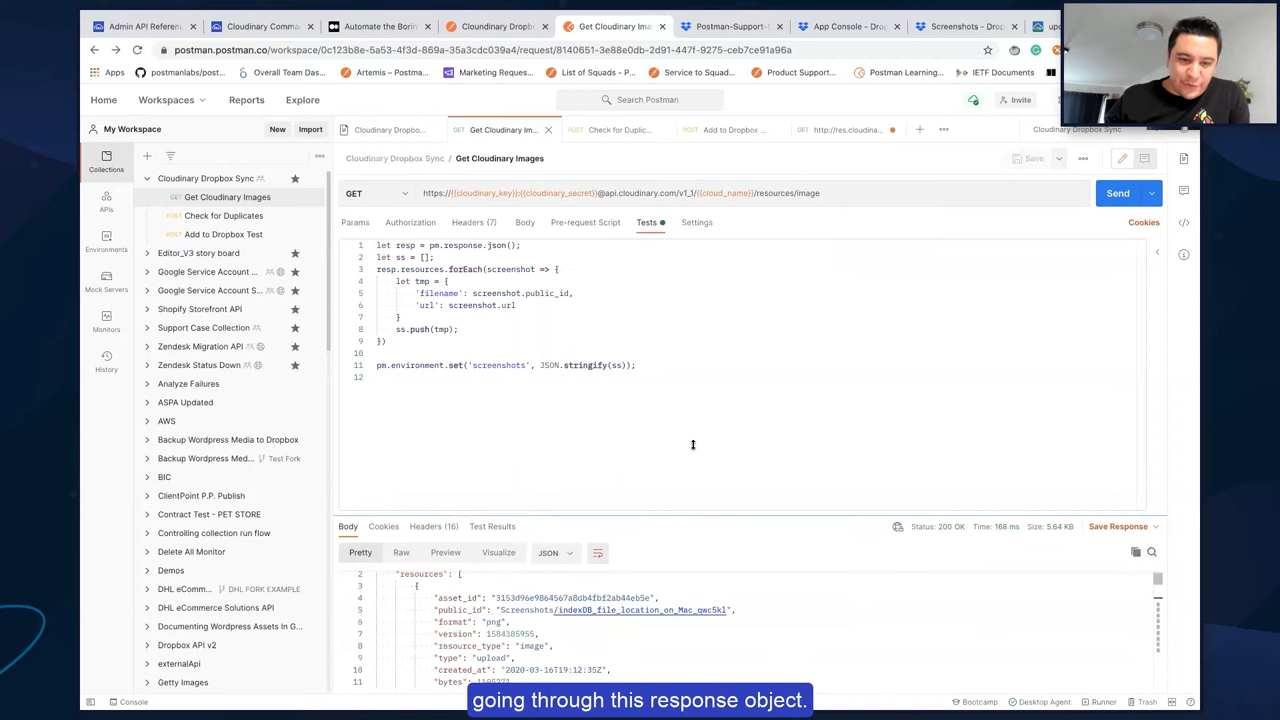 Admin API Referenc
Cloudinary Comma
Automate the Borin
Cloundinary Dropbo
Get Cloudinary Ima
Postman-Support-
App Console – Drop
Screenshots – Drop
upd
postman.postman.co/workspace/0c123b8e-5a53-4f3d-869a-35a3cdc039a4/request/8140651-3e88e0db-2d91-447f-9275-ceb7ce91a96a
Apps
postmanlabs/post...
Overall Team Dash...
Artemis – Postma...
Marketing Reques...
List of Squads – P...
Service to Squad...
Product Support...
Postman Learning...
IETF Documents
Home
Workspaces
Reports
Explore
Search Postman
Invite
My Workspace
New
Import
Cloudinary Dropbo...
GET Get Cloudinary Im...
POST Check for Duplic...
POST Add to Dropbox ...
GET http://res.cloudina...
Cloudinary Dropbox Sync
Collections
APIs
Environments
Mock Servers
Monitors
History
Cloudinary Dropbox Sync
GET Get Cloudinary Images
POST Check for Duplicates
POST Add to Dropbox Test
Editor_V3 story board
Google Service Account ...
Google Service Account S...
Shopify Storefront API
Support Case Collection
Zendesk Migration API
Zendesk Status Down
Analyze Failures
ASPA Updated
AWS
Backup Wordpress Media to Dropbox
Backup Wordpress Med... Test Fork
BIC
ClientPoint P.P. Publish
Contract Test - PET STORE
Controlling collection run flow
Delete All Monitor
Demos
DHL eComm... DHL FORK EXAMPLE
DHL eCommerce Solutions API
Documenting Wordpress Assets In G...
Dropbox API v2
externalApi
Getty Images
Cloudinary Dropbox Sync / Get Cloudinary Images
Save
GET
https://{{cloudinary_key}}:{{cloudinary_secret}}@api.cloudinary.com/v1_1/{{cloud_name}}/resources/image
Send
Params
Authorization
Headers (7)
Body
Pre-request Script
Tests
Settings
Cookies
1 let resp = pm.response.json();
2 let ss = [];
3 resp.resources.forEach(screenshot => {
4 let tmp = {
5 'filename': screenshot.public_id,
6 'url': screenshot.url
7 }
8 ss.push(tmp);
9 })
10
11 pm.environment.set('screenshots', JSON.stringify(ss));
12
Body
Cookies
Headers (16)
Test Results
Status: 200 OK
Time: 168 ms
Size: 5.64 KB
Save Response
Pretty
Raw
Preview
Visualize
JSON
2 "resources": [
3 {
4 "asset_id": "3153d96e9864567a8db4fbf2ab44eb5e",
5 "public_id": "Screenshots/indexDB_file_location_on_Mac_qwc5kl",
6 "format": "png",
7 "version": 1584385955,
8 "resource_type": "image",
9 "type": "upload",
10 "created_at": "2020-03-16T19:12:35Z",
11 "bytes": 1105271,
Console
Bootcamp
Desktop Agent
Runner
Trash
going through this response object.